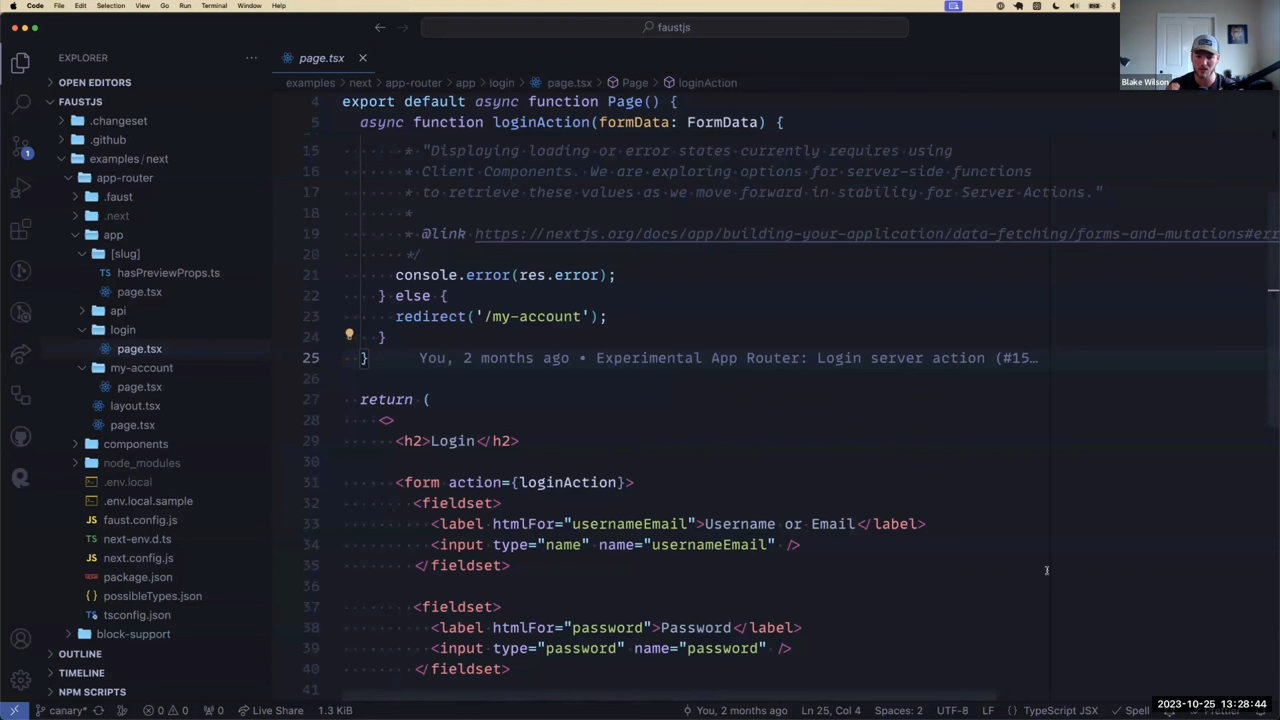 Code File Edit Selection View Go Run Terminal Window Help
faustjs
Blake Wilson
EXPLORER
page.tsx
OPEN EDITORS
FAUSTJS
.changeset
.github
examples/next
app-router
.faust
.next
app
[slug]
TS hasPreviewProps.ts
page.tsx
api
login
page.tsx
my-account
page.tsx
layout.tsx
page.tsx
components
node_modules
.env.local
.env.local.sample
JS faust.config.js
TS next-env.d.ts
JS next.config.js
package.json
{} possibleTypes.json
tsconfig.json
block-support
OUTLINE
TIMELINE
NPM SCRIPTS
1
examples > next > app-router > app > login > page.tsx > Page > loginAction
4 export default async function Page() {
5 async function loginAction(formData: FormData) {
15 * "Displaying loading or error states currently requires using
16 * Client Components. We are exploring options for server-side functions
17 * to retrieve these values as we move forward in stability for Server Actions."
18 *
19 * @link https://nextjs.org/docs/app/building-your-application/data-fetching/forms-and-mutations#err
20 */
21 console.error(res.error);
22 } else {
23 redirect('/my-account');
24 }
25 } You, 2 months ago • Experimental App Router: Login server action (#15…
26
27 return (
28 <>
29 <h2>Login</h2>
30
31 <form action={loginAction}>
32 <fieldset>
33 <label htmlFor="usernameEmail">Username or Email</label>
34 <input type="name" name="usernameEmail" />
35 </fieldset>
36
37 <fieldset>
38 <label htmlFor="password">Password</label>
39 <input type="password" name="password" />
40 </fieldset>
41
canary* 0 0 0 Live Share 1.3 KiB You, 2 months ago Ln 25, Col 4 Spaces: 2 UTF-8 LF {} TypeScript JSX Spell Prettier
2023-10-25 13:28:44